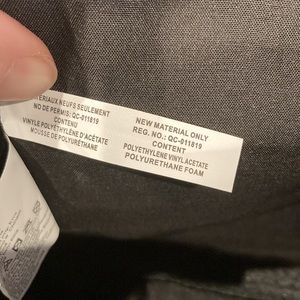 MATÉRIAUX NEUFS SEULEMENT
NO DE PERMIS: QC-011819
CONTENU
VINYLE POLYÉTHYLÈNE D'ACÉTATE
MOUSSE DE
POLYURÉTHANE
NEW MATERIAL ONLY
REG. NO.: QC-011819
CONTENT
POLYETHYLENE VINYL ACETATE
POLYURETHANE FOAM